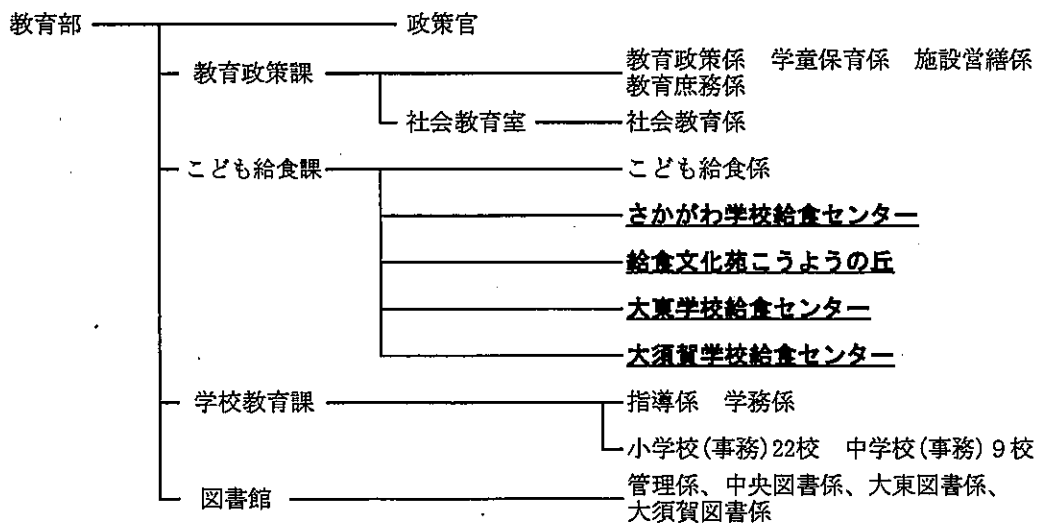 教育部 政策官
教育政策課 教育政策係 学童保育係 施設営繕係
教育庶務係
社会教育室 社会教育係
こども給食課 こども給食係
さかがわ学校給食センター
給食文化苑こうようの丘
大東学校給食センター
大須賀学校給食センター
学校教育課 指導係 学務係
小学校(事務)22校 中学校(事務)9校
図書館 管理係、中央図書係、大東図書係、
大須賀図書係